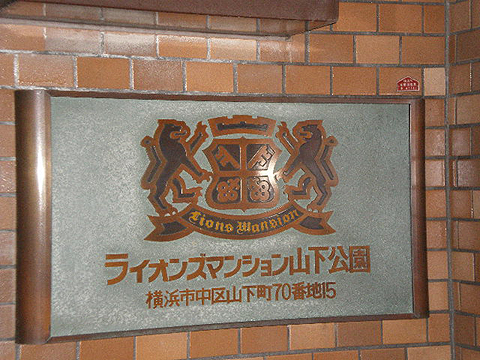 Lions Mansion
ライオンズマンション山下公園
横浜市中区山下町70番地15